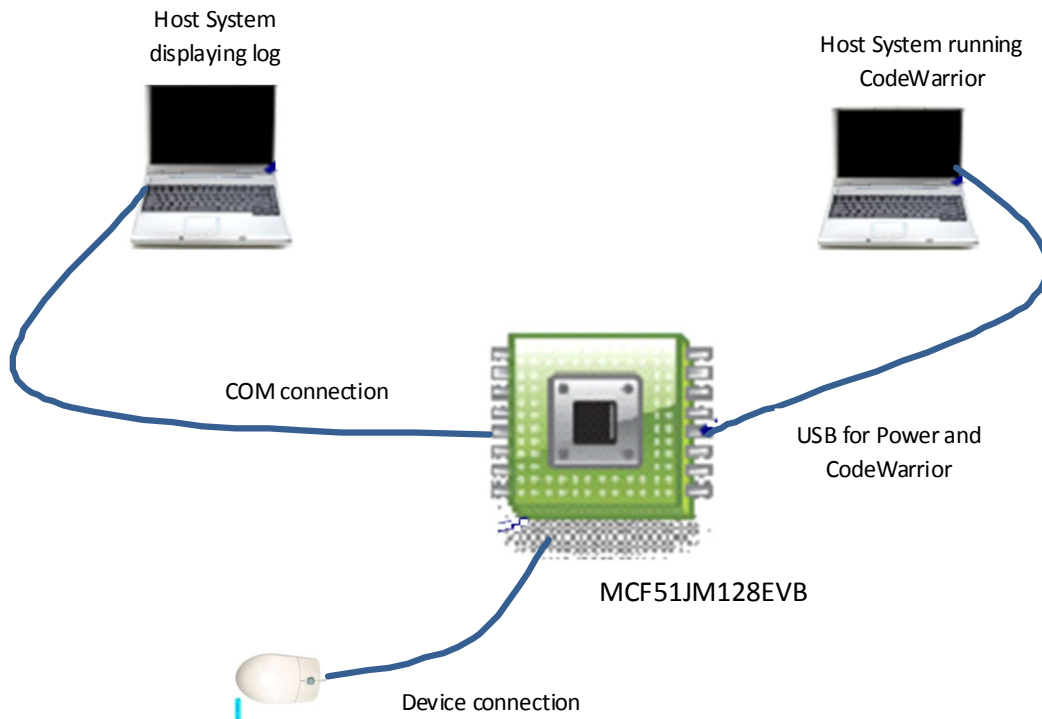 Host System
displaying log
Host System running
CodeWarrior
COM connection
USB for Power and
CodeWarrior
MCF51JM128EVB
Device connection